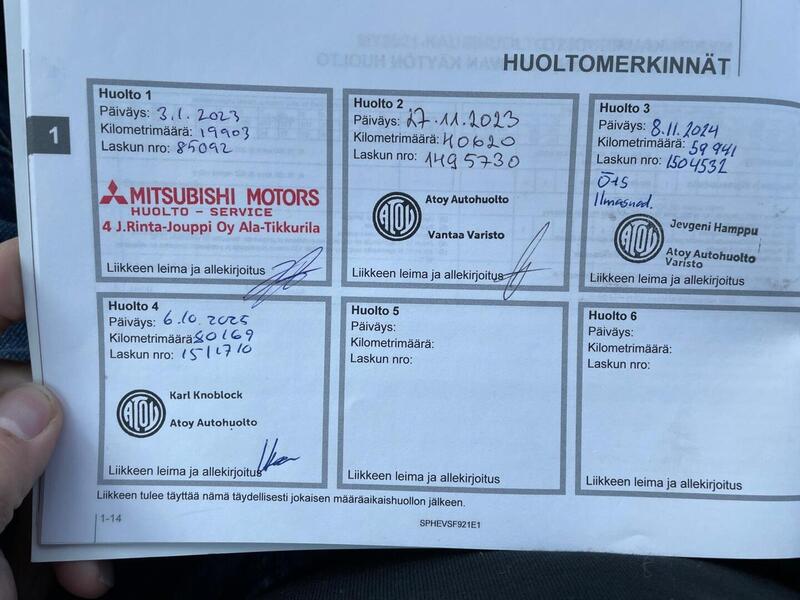 HUOLTOMERKINNÄT
1
Huolto 1
Päiväys: 3.1.2023
Kilometrimäärä: 19903
Laskun nro: 85092
MITSUBISHI MOTORS
HUOLTO - SERVICE
4 J.Rinta-Jouppi Oy Ala-Tikkurila
Liikkeen leima ja allekirjoitus
Huolto 2
Päiväys: 27.11.2023
Kilometrimäärä: 40620
Laskun nro: 1495730
ATOY
Atoy Autohuolto
Vantaa Varisto
Liikkeen leima ja allekirjoitus
Huolto 3
Päiväys: 8.11.2024
Kilometrimäärä: 59941
Laskun nro: 1504532
Ö+S
Ilmasuod.
ATOY
Jevgeni Hamppu
Atoy Autohuolto
Varisto
Liikkeen leima ja allekirjoitus
Huolto 4
Päiväys: 6.10.2025
Kilometrimäärä: 80169
Laskun nro: 1511710
ATOY
Karl Knoblock
Atoy Autohuolto
Liikkeen leima ja allekirjoitus
Huolto 5
Päiväys:
Kilometrimäärä:
Laskun nro:
Liikkeen leima ja allekirjoitus
Huolto 6
Päiväys:
Kilometrimäärä:
Laskun nro:
Liikkeen leima ja allekirjoitus
Liikkeen tulee täyttää nämä täydellisesti jokaisen määräaikaishuollon jälkeen.
1-14
SPHEVSF921E1